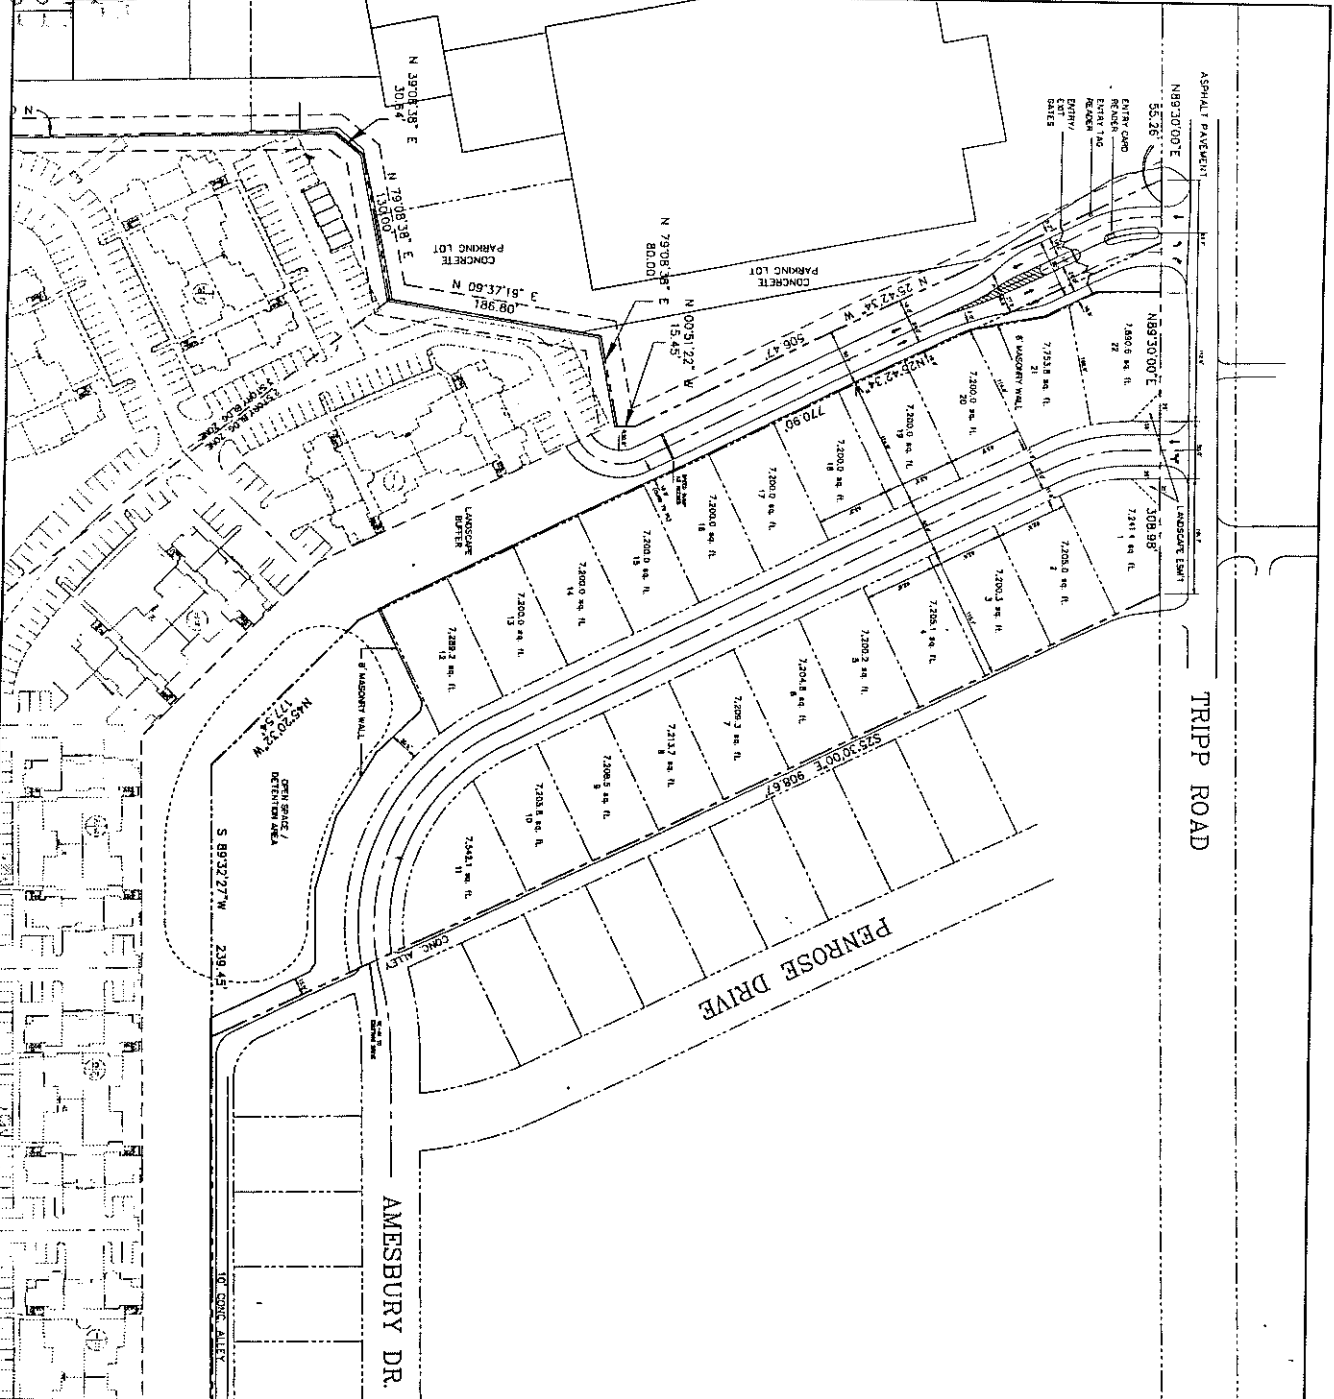 TRIPP ROAD
PENROSE DRIVE
AMESBURY DR.
ASPHALT PAVEMENT
N89°30'00"E
55.26'
ENTRY CARD
READER
ENTRY TAG
READER
ENTRY/
EXIT
GATES
N89°30'00"E
308.98'
LANDSCAPE ESM'T
7,890.6 sq. ft.
22
7,753.8 sq. ft.
21
6' MASONRY WALL
7,200.0 sq. ft.
20
7,200.0 sq. ft.
19
7,200.0 sq. ft.
18
7,200.0 sq. ft.
17
7,200.0 sq. ft.
16
7,200.0 sq. ft.
15
7,200.0 sq. ft.
14
7,200.0 sq. ft.
13
7,289.2 sq. ft.
12
7,241.4 sq. ft.
1
7,205.0 sq. ft.
2
7,200.3 sq. ft.
3
7,205.1 sq. ft.
4
7,200.2 sq. ft.
5
7,204.8 sq. ft.
6
7,209.3 sq. ft.
7
7,213.7 sq. ft.
8
7,208.5 sq. ft.
9
7,203.8 sq. ft.
10
7,542.1 sq. ft.
11
N 25°42'34" W
506.47'
N25°42'34"W
770.90'
S25°30'00"E 908.67'
CONC. ALLEY
N 39°08'38" E
30.64'
N 79°08'38" E
130.00'
CONCRETE
PARKING LOT
N 09°37'19" E
186.80'
N 79°08'38" E
80.00'
N 00°51'22" W
15.45'
CONCRETE
PARKING LOT
LANDSCAPE
BUFFER
8' MASONRY WALL
N45°20'32"W
177.54'
OPEN SPACE /
DETENTION AREA
S 89°32'27"W 239.45'
10' CONC. ALLEY